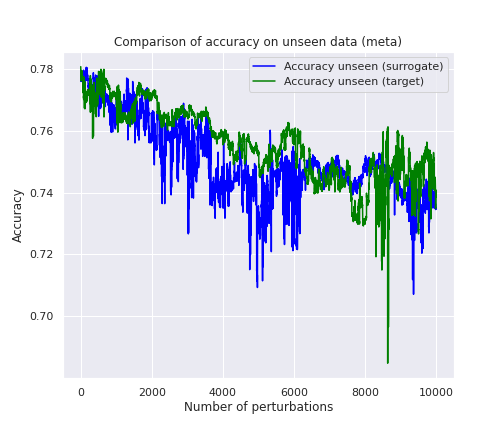 Comparison of accuracy on unseen data (meta)
Accuracy unseen (surrogate)
Accuracy unseen (target)
0.78
0.76
0.74
0.72
0.70
Accuracy
0
2000
4000
6000
8000
10000
Number of perturbations